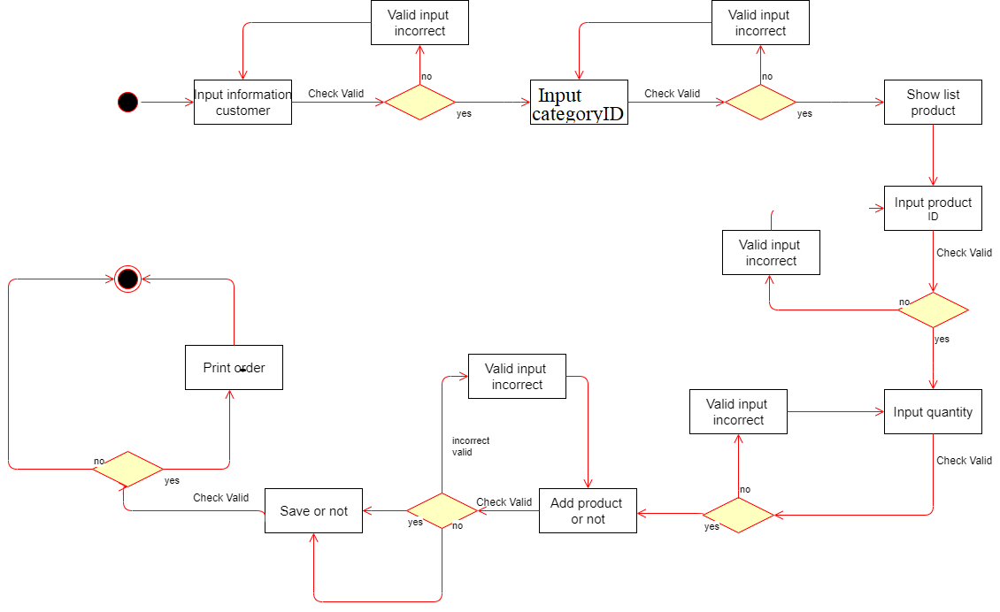 Valid input
incorrect
Valid input
incorrect
no
no
Input information
customer
Check Valid
yes
Input
categoryID
Check Valid
yes
Show list
product
Input product
ID
Valid input
incorrect
Check Valid
no
yes
Print order
Valid input
incorrect
Valid input
incorrect
Input quantity
incorrect
valid
Check Valid
no
yes
no
Check Valid
Save or not
Check Valid
yes
no
Add product
or not
yes